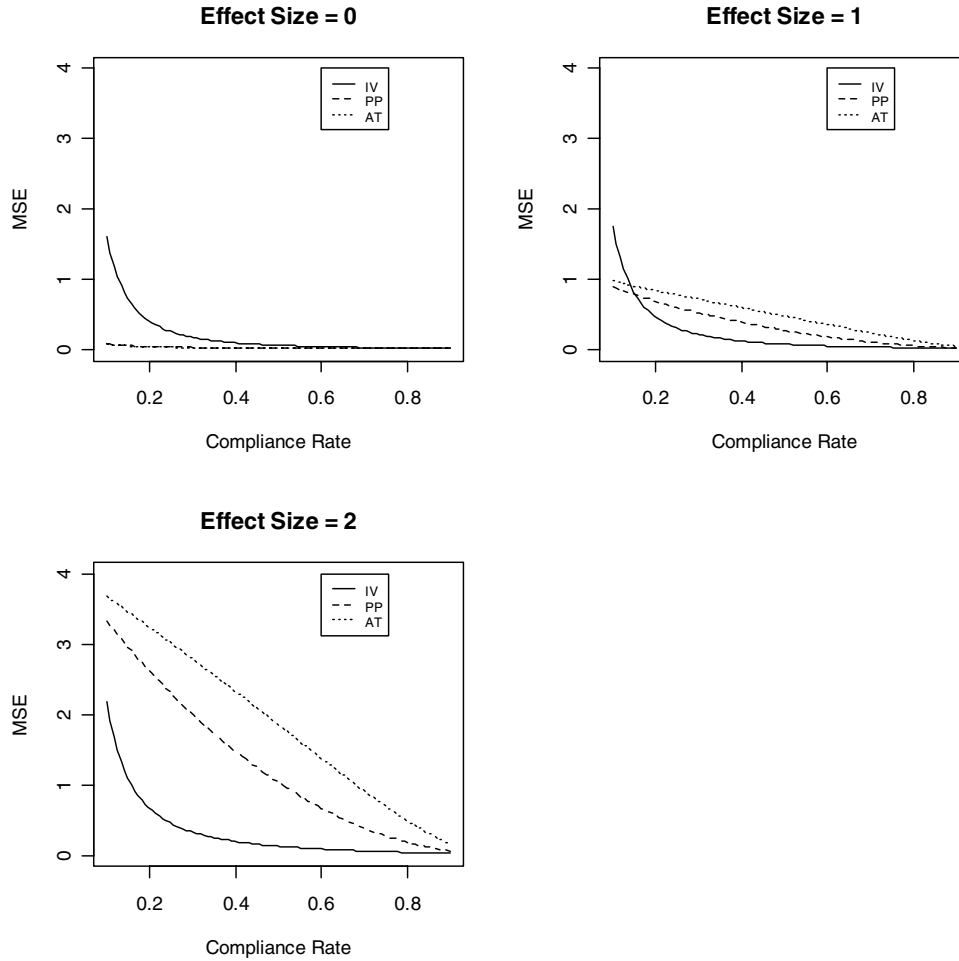 Effect Size = 0
4
3
2
1
0
MSE
IV
PP
AT
0.2 0.4 0.6 0.8
Compliance Rate
Effect Size = 1
4
3
2
1
0
MSE
IV
PP
AT
0.2 0.4 0.6 0.8
Compliance Rate
Effect Size = 2
4
3
2
1
0
MSE
IV
PP
AT
0.2 0.4 0.6 0.8
Compliance Rate